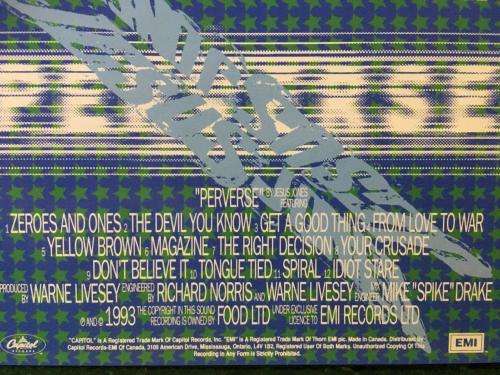 "PERVERSE" BY JESUS JONES
FEATURING
1 ZEROES AND ONES 2 THE DEVIL YOU KNOW 3 GET A GOOD THING FROM LOVE TO WAR
5 YELLOW BROWN 6 MAGAZINE 7 THE RIGHT DECISION 8 YOUR CRUSADE
9 DON'T BELIEVE IT 10 TONGUE TIED 11 SPIRAL 12 IDIOT STARE
PRODUCED BY WARNE LIVESEY ENGINEERED BY RICHARD NORRIS AND WARNE LIVESEY ENGINEER MIKE "SPIKE" DRAKE
℗ AND © 1993 THE COPYRIGHT IN THIS SOUND RECORDING IS OWNED BY FOOD LTD UNDER EXCLUSIVE LICENCE TO EMI RECORDS LTD
Capitol
RECORDS
"CAPITOL" is a Registered Trade Mark Of Capitol Records, Inc. "EMI" is A Registered Trade Mark Of Thorn EMI plc. Made in Canada. Distributed By
Capitol Records-EMI Of Canada, 3109 American Drive, Mississauga, Ontario, L4V 1B2, Registered User Of Both Marks. Unauthorized Copying Of This
Recording in Any Form is Strictly Prohibited.
EMI